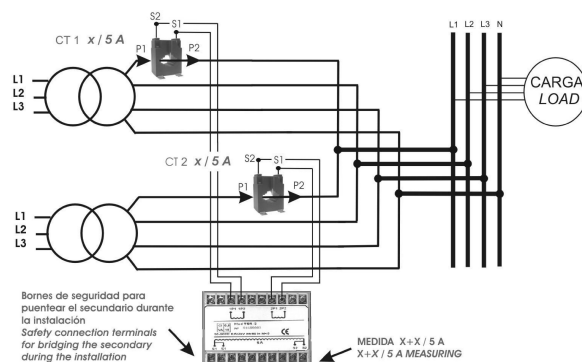 S2
S1
CT 1 x / 5 A
P1
P2
L1 L2 L3 N
L1
L2
L3
CARGA
LOAD
S2
S1
CT 2 x / 5 A
P1
P2
L1
L2
L3
Bornes de seguridad para
puentear el secundario durante
la instalación
Safety connection terminals
for bridging the secondary
during the installation
CE
MEDIDA X+X / 5 A
X+X / 5 A MEASURING